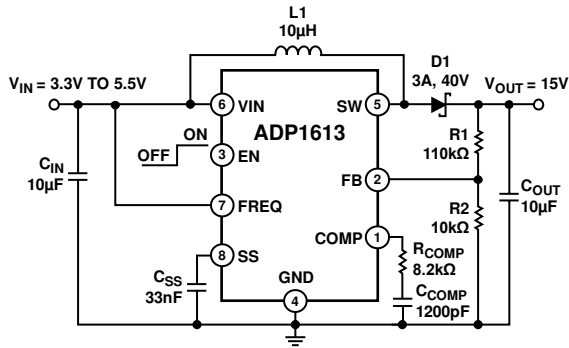 L1
10µH
D1
3A, 40V
V_IN = 3.3V TO 5.5V
V_OUT = 15V
6 VIN
SW 5
ADP1613
ON
OFF
3 EN
R1
110kΩ
C_IN
10µF
FB 2
C_OUT
10µF
7 FREQ
R2
10kΩ
COMP 1
8 SS
R_COMP
8.2kΩ
C_SS
33nF
GND
4
C_COMP
1200pF